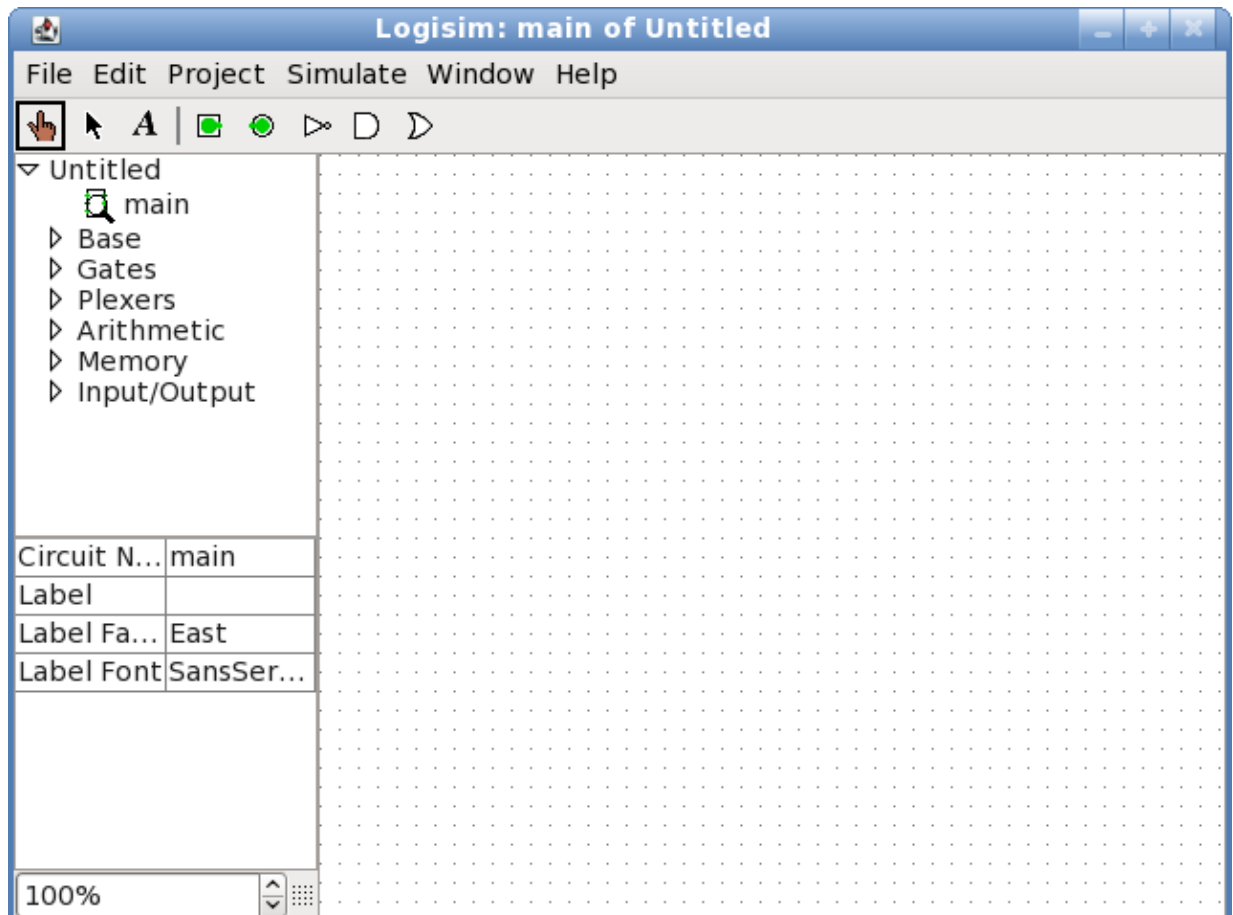 Logisim: main of Untitled
File Edit Project Simulate Window Help
A
Untitled
main
Base
Gates
Plexers
Arithmetic
Memory
Input/Output
Circuit N... main
Label
Label Fa... East
Label Font SansSer...
100%